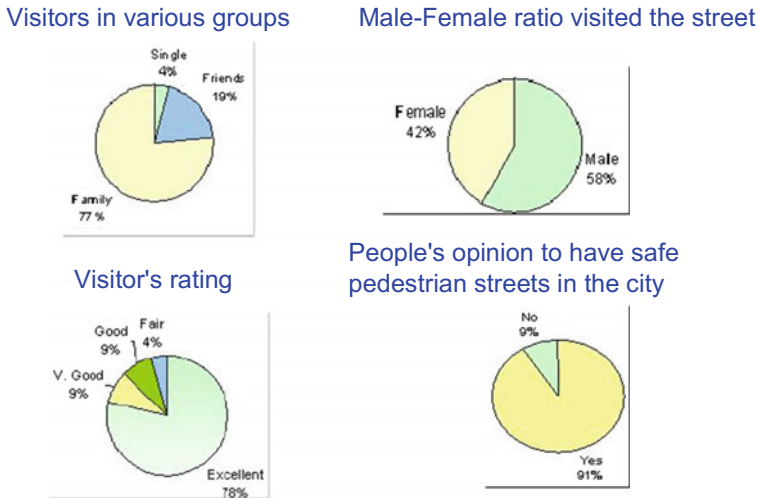 Visitors in various groups
Single
4%
Friends
19%
Family
77 %
Male-Female ratio visited the street
Female
42%
Male
58%
Visitor's rating
Good
9%
Fair
4%
V. Good
9%
Excellent
78%
People's opinion to have safe
pedestrian streets in the city
No
9%
Yes
91%